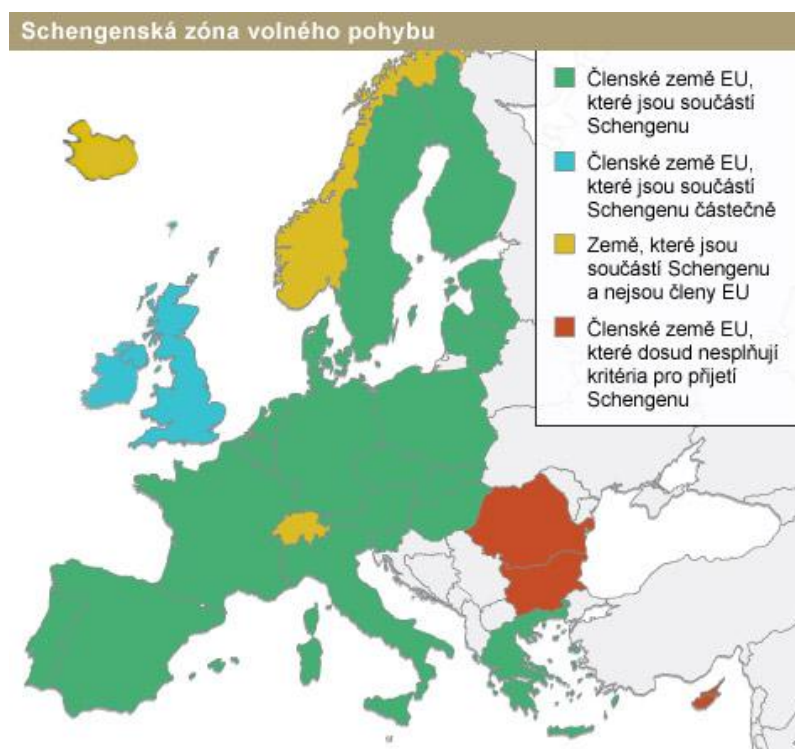 Schengenská zóna volného pohybu
Členské země EU,
které jsou součástí
Schengenu
Členské země EU,
které jsou součástí
Schengenu částečně
Země, které jsou
součástí Schengenu
a nejsou členy EU
Členské země EU,
které dosud nesplňují
kritéria pro přijetí
Schengenu